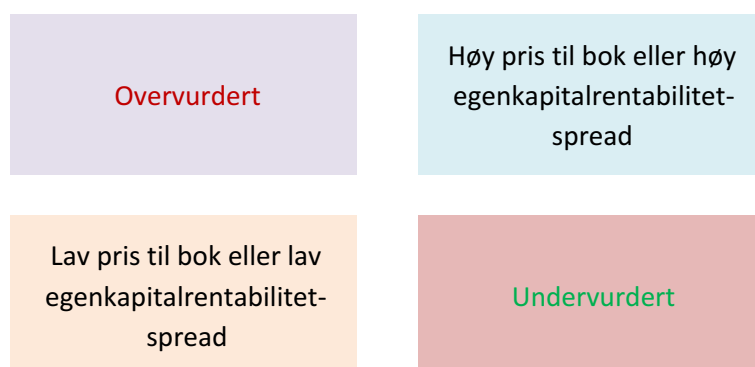 Overvurdert
Høy pris til bok eller høy
egenkapitalrentabilitet-
spread
Lav pris til bok eller lav
egenkapitalrentabilitet-
spread
Undervurdert